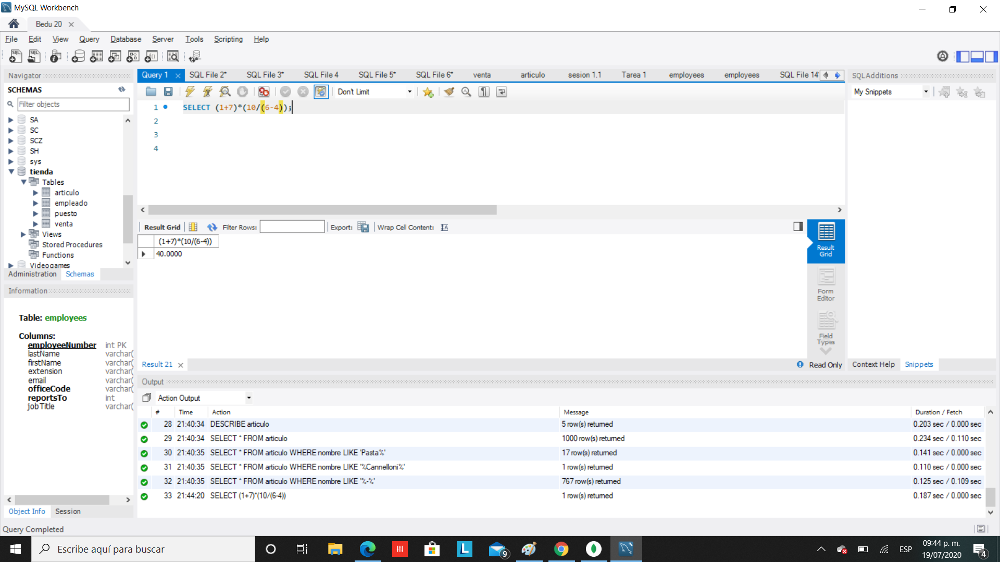 MySQL Workbench
Bedu 20
File Edit View Query Database Server Tools Scripting Help
Navigator
SCHEMAS
Filter objects
SA
SC
SCZ
SH
sys
tienda
Tables
articulo
empleado
puesto
venta
Views
Stored Procedures
Functions
Videogames
Administration Schemas
Information
Table: employees
Columns:
employeeNumber int PK
lastName varchar(
firstName varchar(
extension varchar(
email varchar(
officeCode varchar(
reportsTo int
jobTitle varchar(
Object Info Session
Query 1 SQL File 2* SQL File 3* SQL File 4 SQL File 5* SQL File 6* venta articulo sesion 1.1 Tarea 1 employees employees SQL File 14*
Don't Limit
1 SELECT (1+7)*(10/(6-4));
2
3
4
Result Grid Filter Rows: Export: Wrap Cell Content:
(1+7)*(10/(6-4))
40.0000
Result Grid
Form Editor
Field Types
Result 21 Read Only
SQLAdditions
My Snippets
Context Help Snippets
Output
Action Output
# Time Action Message Duration / Fetch
28 21:40:34 DESCRIBE articulo 5 row(s) returned 0.203 sec / 0.000 sec
29 21:40:34 SELECT * FROM articulo 1000 row(s) returned 0.234 sec / 0.110 sec
30 21:40:35 SELECT * FROM articulo WHERE nombre LIKE 'Pasta%' 17 row(s) returned 0.141 sec / 0.000 sec
31 21:40:35 SELECT * FROM articulo WHERE nombre LIKE '%Cannelloni%' 1 row(s) returned 0.110 sec / 0.000 sec
32 21:40:35 SELECT * FROM articulo WHERE nombre LIKE '%-%' 767 row(s) returned 0.125 sec / 0.109 sec
33 21:44:20 SELECT (1+7)*(10/(6-4)) 1 row(s) returned 0.187 sec / 0.000 sec
Query Completed
Escribe aquí para buscar
L
9
ESP
09:44 p. m.
19/07/2020
4